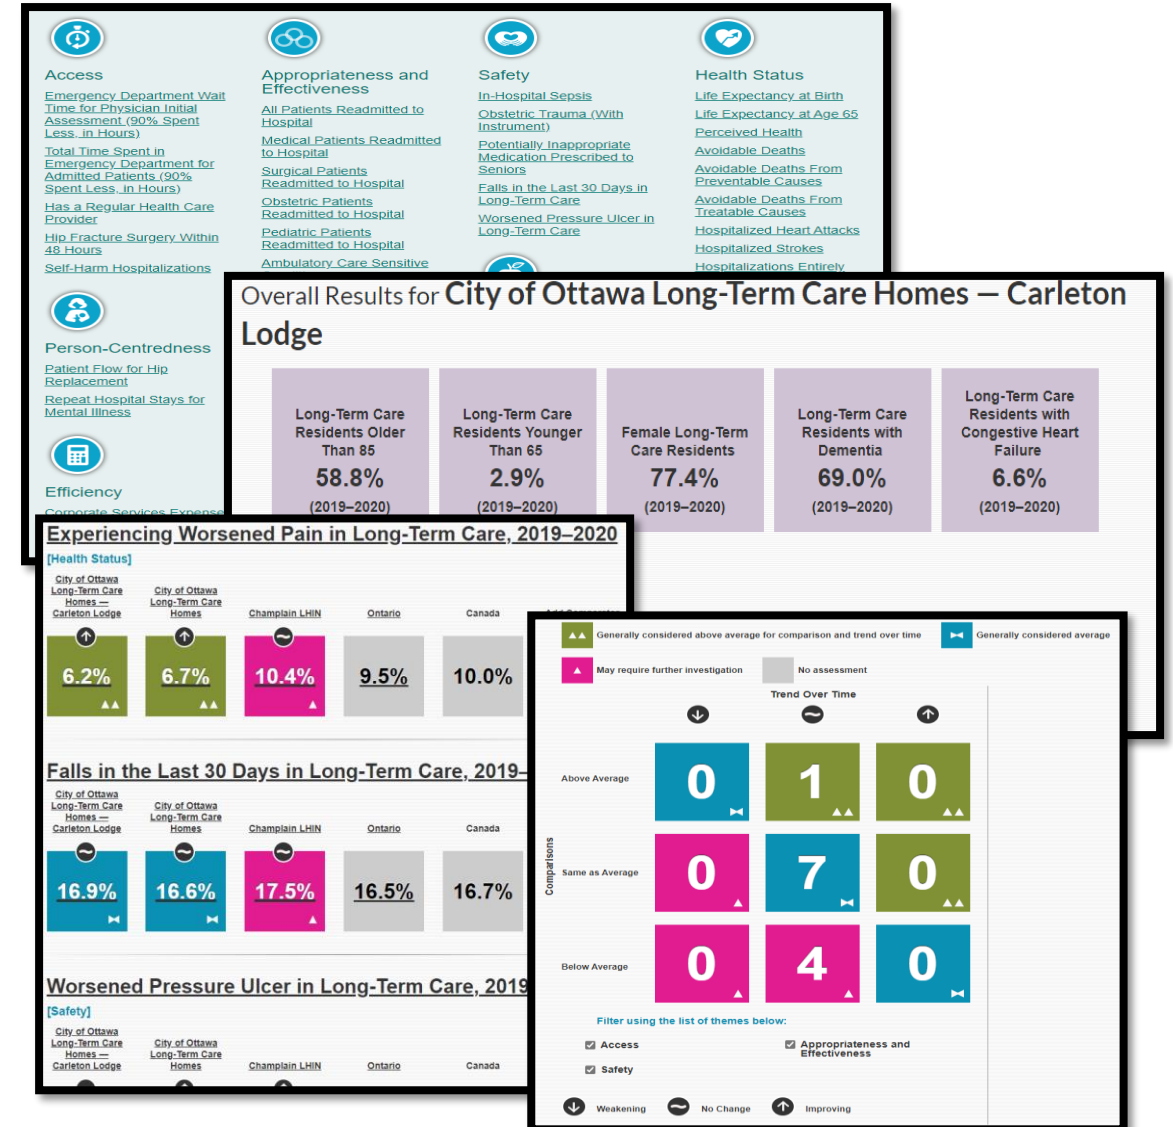 Access
Emergency Department Wait
Time for Physician Initial
Assessment (90% Spent
Less, in Hours)
Total Time Spent in
Emergency Department for
Admitted Patients (90%
Spent Less, in Hours)
Has a Regular Health Care
Provider
Hip Fracture Surgery Within
48 Hours
Self-Harm Hospitalizations
Person-Centredness
Patient Flow for Hip
Replacement
Repeat Hospital Stays for
Mental Illness
Efficiency
Corporate Services Expense
Appropriateness and
Effectiveness
All Patients Readmitted to
Hospital
Medical Patients Readmitted
to Hospital
Surgical Patients
Readmitted to Hospital
Obstetric Patients
Readmitted to Hospital
Pediatric Patients
Readmitted to Hospital
Ambulatory Care Sensitive
Safety
In-Hospital Sepsis
Obstetric Trauma (With
Instrument)
Potentially Inappropriate
Medication Prescribed to
Seniors
Falls in the Last 30 Days in
Long-Term Care
Worsened Pressure Ulcer in
Long-Term Care
Health Status
Life Expectancy at Birth
Life Expectancy at Age 65
Perceived Health
Avoidable Deaths
Avoidable Deaths From
Preventable Causes
Avoidable Deaths From
Treatable Causes
Hospitalized Heart Attacks
Hospitalized Strokes
Hospitalizations Entirely
Overall Results for City of Ottawa Long-Term Care Homes — Carleton
Lodge
Long-Term Care
Residents Older
Than 85
58.8%
(2019–2020)
Long-Term Care
Residents Younger
Than 65
2.9%
(2019–2020)
Female Long-Term
Care Residents
77.4%
(2019–2020)
Long-Term Care
Residents with
Dementia
69.0%
(2019–2020)
Long-Term Care
Residents with
Congestive Heart
Failure
6.6%
(2019–2020)
Experiencing Worsened Pain in Long-Term Care, 2019–2020
[Health Status]
City of Ottawa
Long-Term Care
Homes —
Carleton Lodge
City of Ottawa
Long-Term Care
Homes
Champlain LHIN
Ontario
Canada
6.2%
6.7%
10.4%
9.5%
10.0%
Falls in the Last 30 Days in Long-Term Care, 2019–
City of Ottawa
Long-Term Care
Homes —
Carleton Lodge
City of Ottawa
Long-Term Care
Homes
Champlain LHIN
Ontario
Canada
16.9%
16.6%
17.5%
16.5%
16.7%
Worsened Pressure Ulcer in Long-Term Care, 2019
[Safety]
City of Ottawa
Long-Term Care
Homes —
Carleton Lodge
City of Ottawa
Long-Term Care
Homes
Champlain LHIN
Ontario
Canada
Generally considered above average for comparison and trend over time
Generally considered average
May require further investigation
No assessment
Trend Over Time
Comparisons
Above Average
0
1
0
Same as Average
0
7
0
Below Average
0
4
0
Filter using the list of themes below:
Access
Appropriateness and
Effectiveness
Safety
Weakening
No Change
Improving